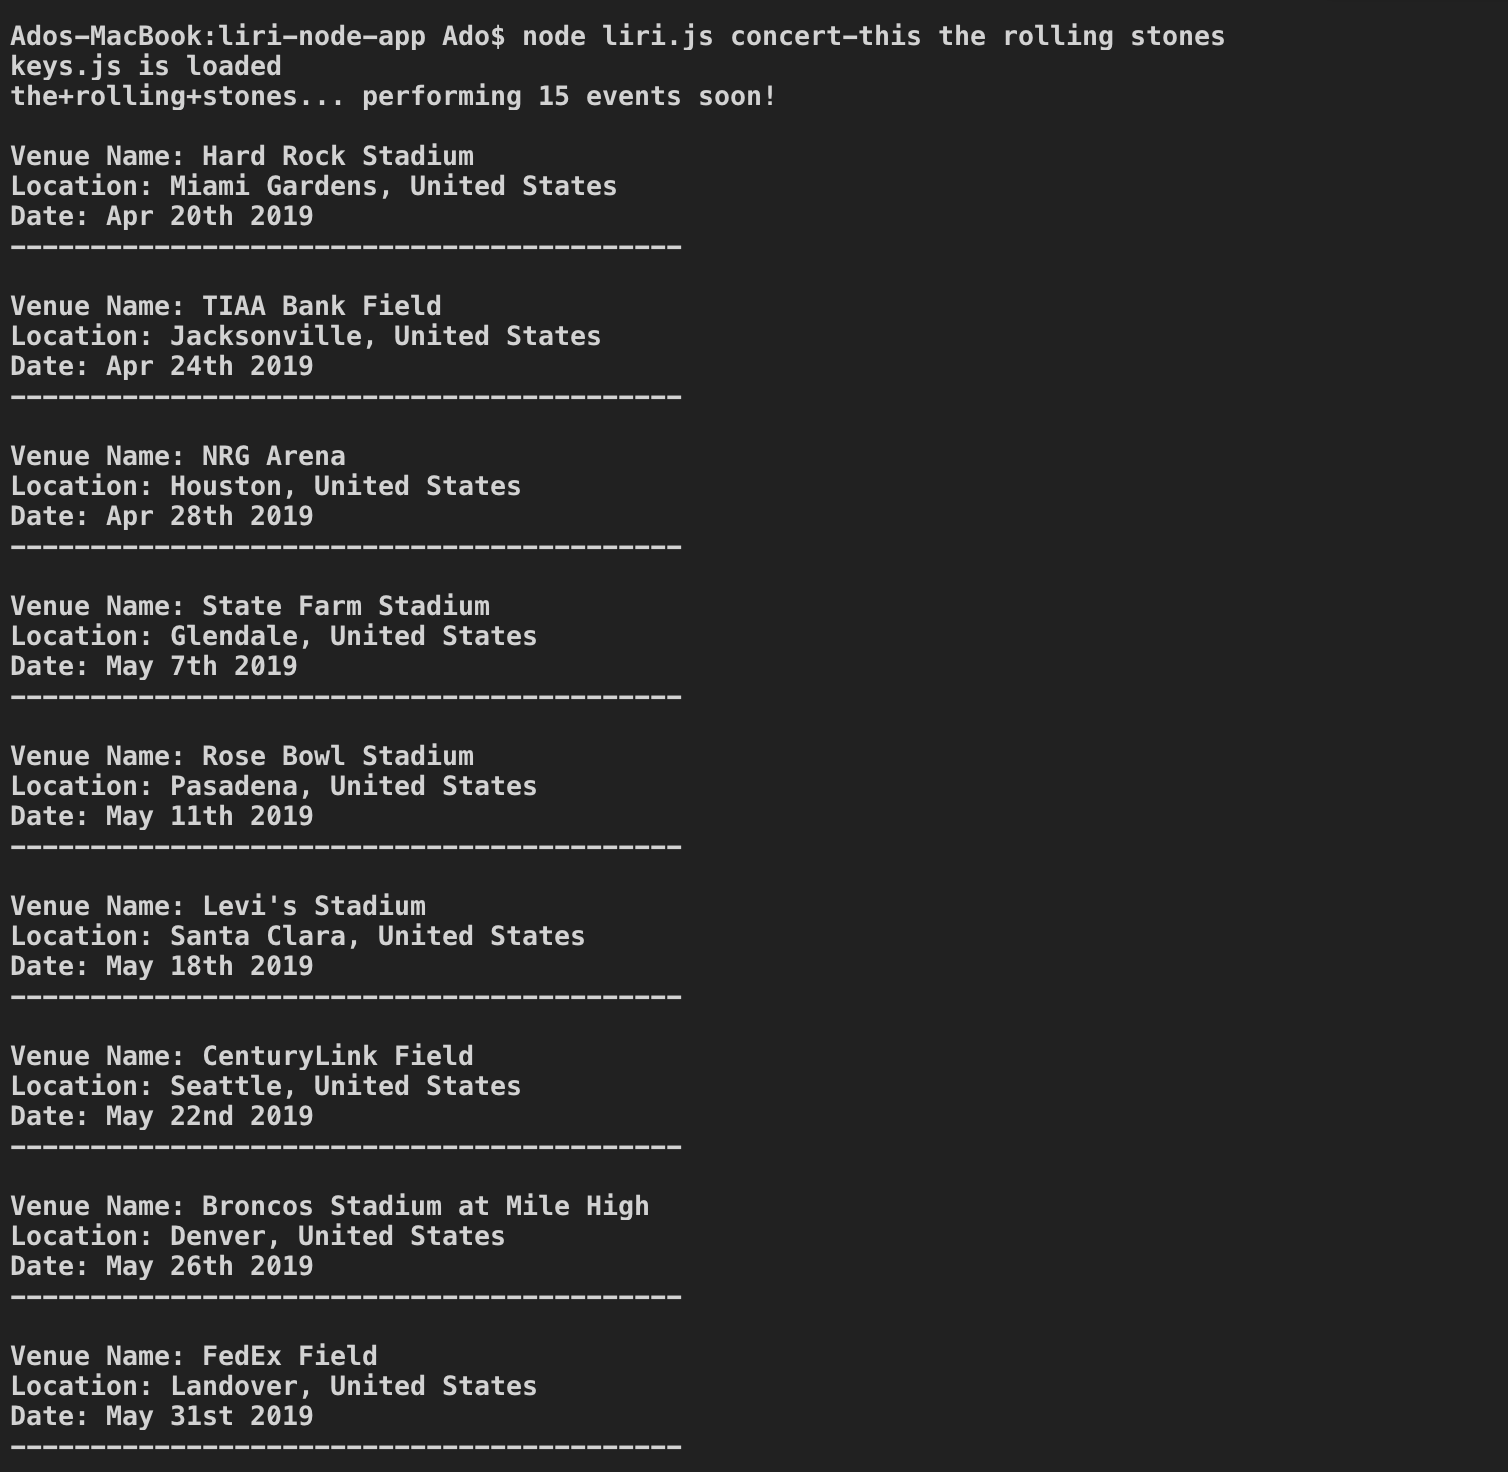 Ados-MacBook:liri-node-app Ado$ node liri.js concert-this the rolling stones
keys.js is loaded
the+rolling+stones... performing 15 events soon!

Venue Name: Hard Rock Stadium
Location: Miami Gardens, United States
Date: Apr 20th 2019
------------------------------------------

Venue Name: TIAA Bank Field
Location: Jacksonville, United States
Date: Apr 24th 2019
------------------------------------------

Venue Name: NRG Arena
Location: Houston, United States
Date: Apr 28th 2019
------------------------------------------

Venue Name: State Farm Stadium
Location: Glendale, United States
Date: May 7th 2019
------------------------------------------

Venue Name: Rose Bowl Stadium
Location: Pasadena, United States
Date: May 11th 2019
------------------------------------------

Venue Name: Levi's Stadium
Location: Santa Clara, United States
Date: May 18th 2019
------------------------------------------

Venue Name: CenturyLink Field
Location: Seattle, United States
Date: May 22nd 2019
------------------------------------------

Venue Name: Broncos Stadium at Mile High
Location: Denver, United States
Date: May 26th 2019
------------------------------------------

Venue Name: FedEx Field
Location: Landover, United States
Date: May 31st 2019
------------------------------------------